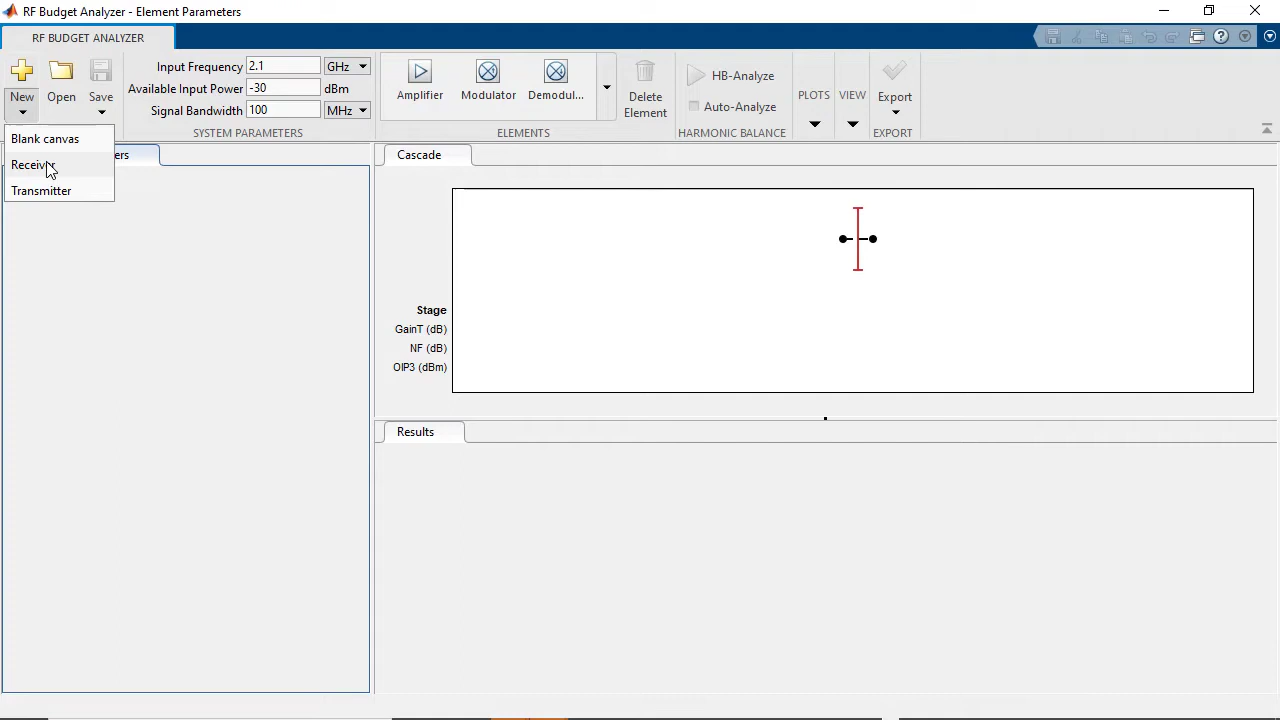 RF Budget Analyzer - Element Parameters
RF BUDGET ANALYZER
New
Open
Save
Input Frequency 2.1 GHz
Available Input Power -30 dBm
Signal Bandwidth 100 MHz
SYSTEM PARAMETERS
Amplifier
Modulator
Demodul...
ELEMENTS
Delete
Element
HB-Analyze
Auto-Analyze
HARMONIC BALANCE
PLOTS
VIEW
Export
EXPORT
Blank canvas
Receiver
Transmitter
ers
Cascade
Stage
GainT (dB)
NF (dB)
OIP3 (dBm)
Results